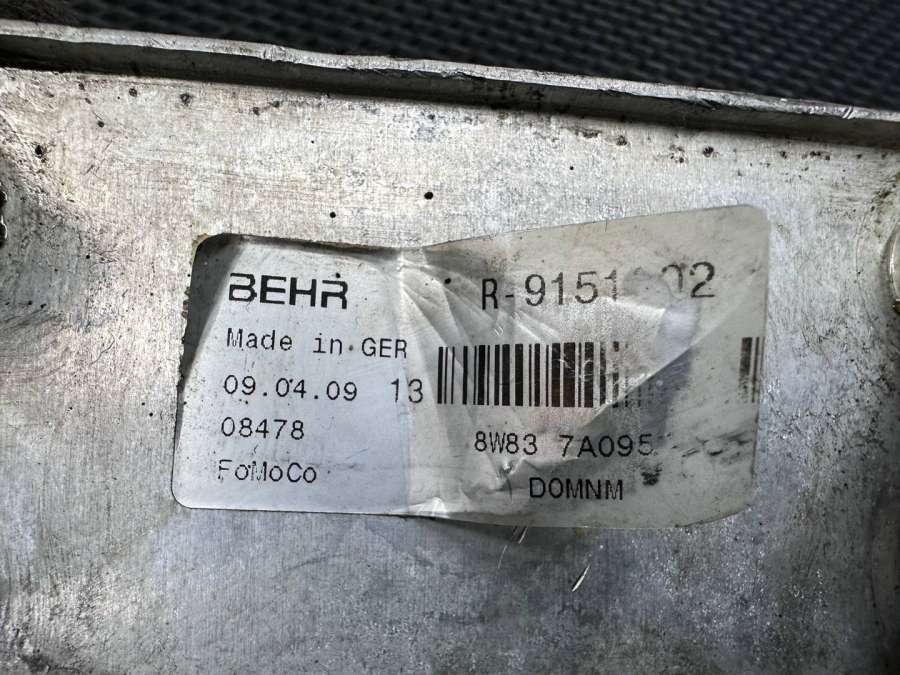 BEHR
Made in GER
09.04.09 13
08478
FoMoCo
8W83 7A095
DOMNM